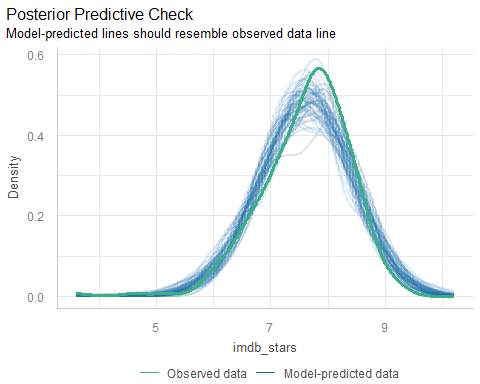 Posterior Predictive Check
Model-predicted lines should resemble observed data line
0.6
0.4
0.2
0.0
Density
5
7
9
imdb_stars
Observed data
Model-predicted data